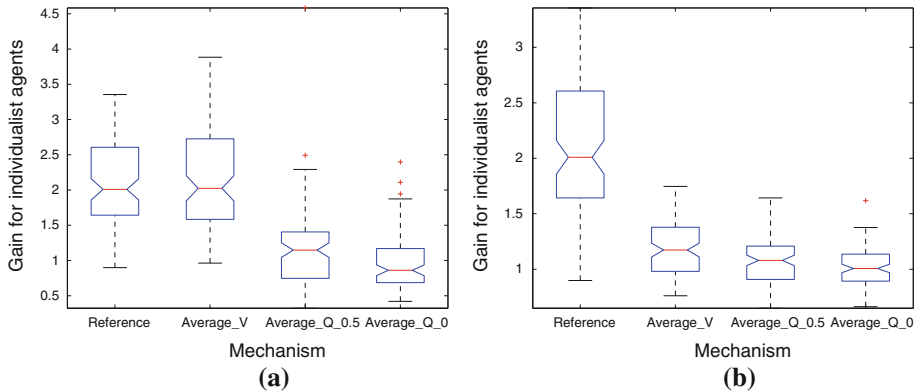 Gain for individualist agents
4.5
4
3.5
3
2.5
2
1.5
1
0.5
Reference
Average_V
Average_Q_0.5
Average_Q_0
Mechanism
(a)
Gain for individualist agents
3
2.5
2
1.5
1
Reference
Average_V
Average_Q_0.5
Average_Q_0
Mechanism
(b)